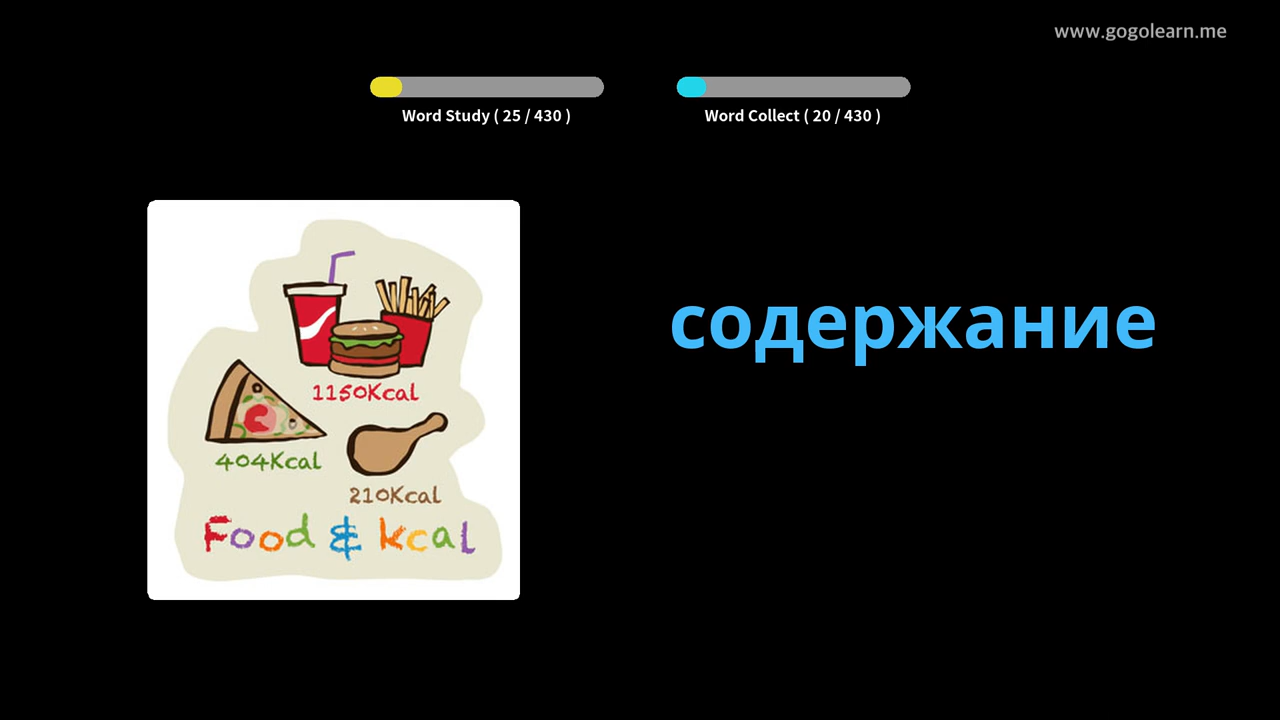 www.gogolearn.me
Word Study ( 25 / 430 )
Word Collect ( 20 / 430 )
содержание
1150Kcal
404Kcal
210Kcal
Food & kcal